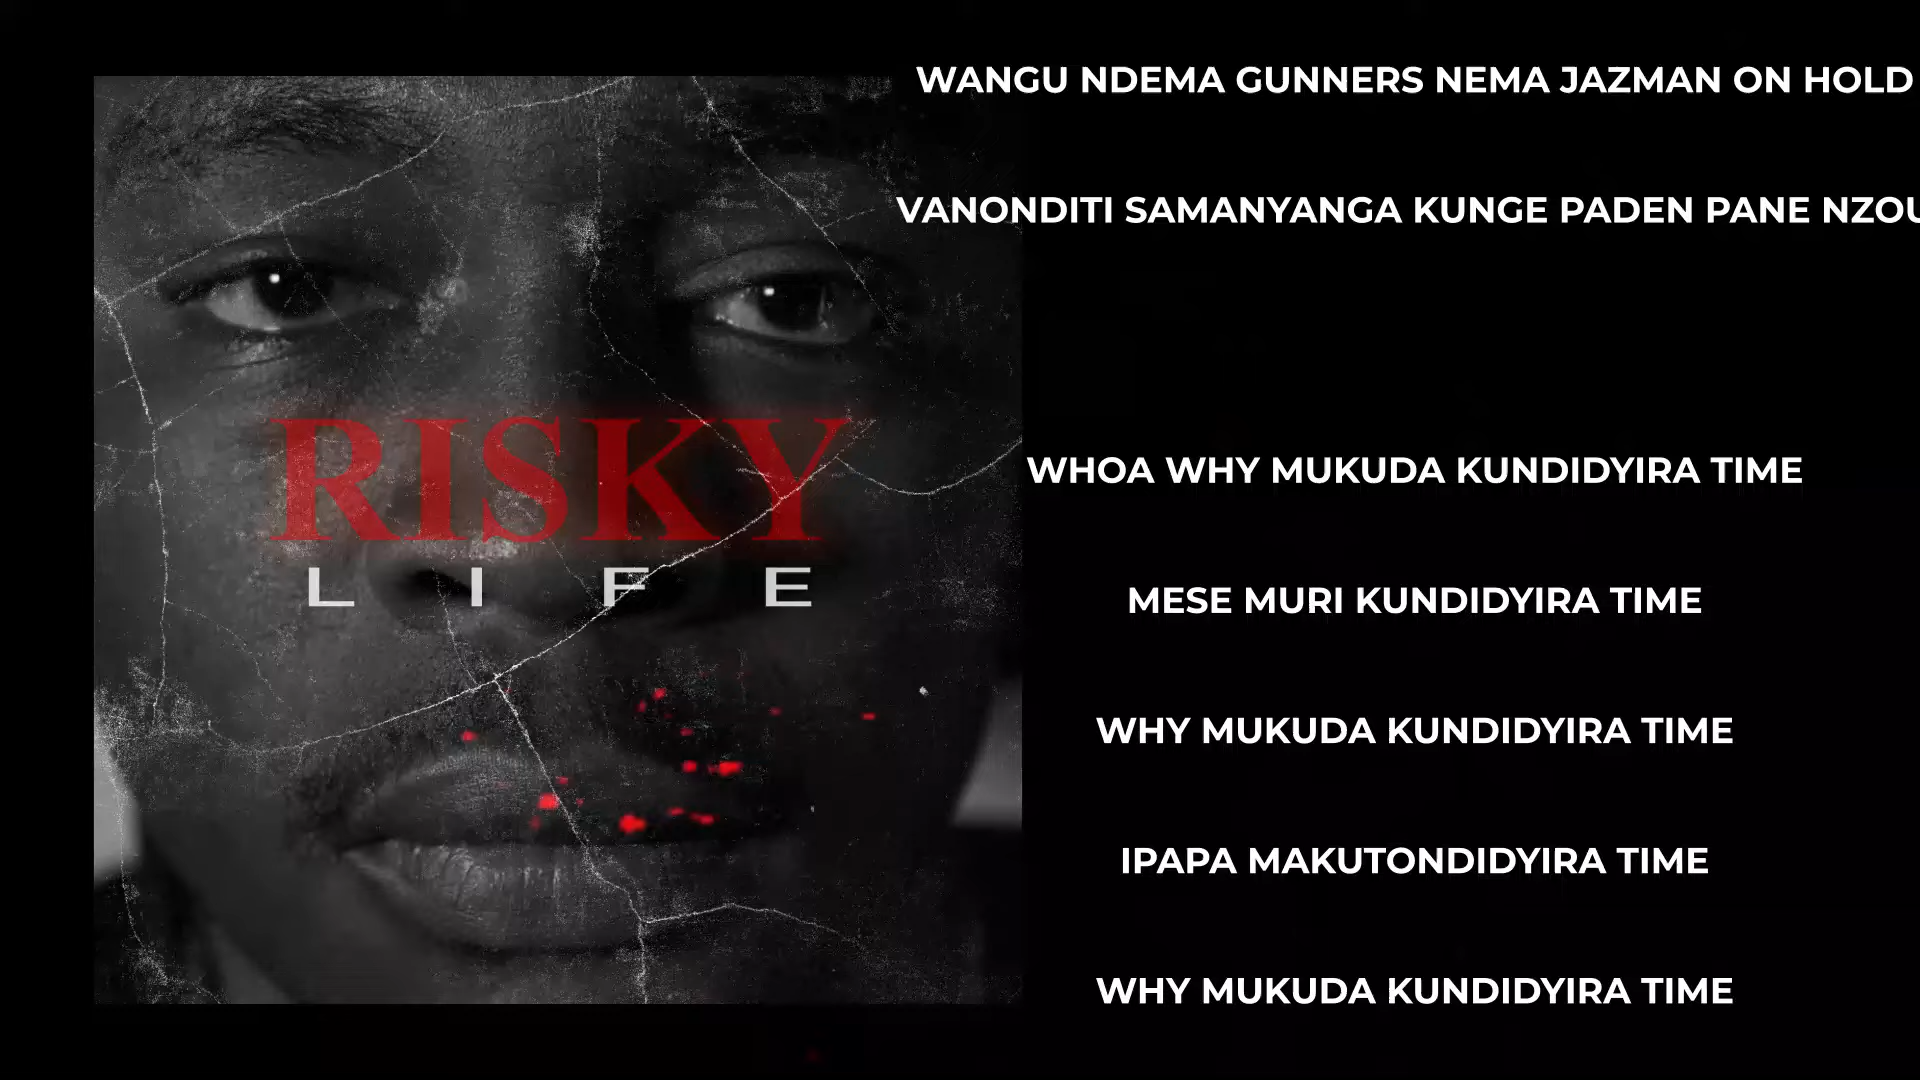 RISKY
LIFE
WANGU NDEMA GUNNERS NEMA JAZMAN ON HOLD
VANONDITI SAMANYANGA KUNGE PADEN PANE NZOU
WHOA WHY MUKUDA KUNDIDYIRA TIME
MESE MURI KUNDIDYIRA TIME
WHY MUKUDA KUNDIDYIRA TIME
IPAPA MAKUTONDIDYIRA TIME
WHY MUKUDA KUNDIDYIRA TIME